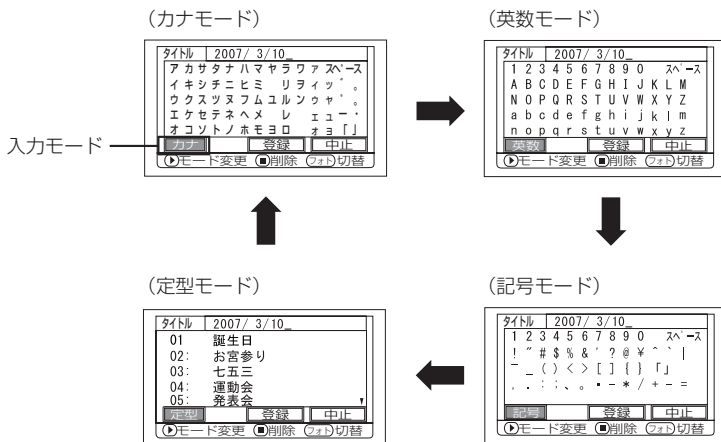 (カナモード)
タイトル 2007/ 3/10_
アカサタナハマヤラワァスペース
イキシチニヒミ リヲィッ゛。
ウクスツヌフムユルンゥャ゜。
エケセテネヘメ レ ェュー・
オコソトノホモヨロ ォョ「」
カナ 登録 中止
モード変更 削除 フォト切替
入力モード
(英数モード)
タイトル 2007/ 3/10_
1 2 3 4 5 6 7 8 9 0 スペース
A B C D E F G H I J K L M
N O P Q R S T U V W X Y Z
a b c d e f g h i j k l m
n o p q r s t u v w x y z
英数 登録 中止
モード変更 削除 フォト切替
(定型モード)
タイトル 2007/ 3/10_
01 誕生日
02: お宮参り
03: 七五三
04: 運動会
05: 発表会
定型 登録 中止
モード変更 削除 フォト切替
(記号モード)
タイトル 2007/ 3/10_
1 2 3 4 5 6 7 8 9 0 スペース
! ″ # $ % & ' ? @ ¥ ^ ` |
‾ _ ( ) < > [ ] { } 「」
, . : ; 、 。 ・ - * / + - =
記号 登録 中止
モード変更 削除 フォト切替